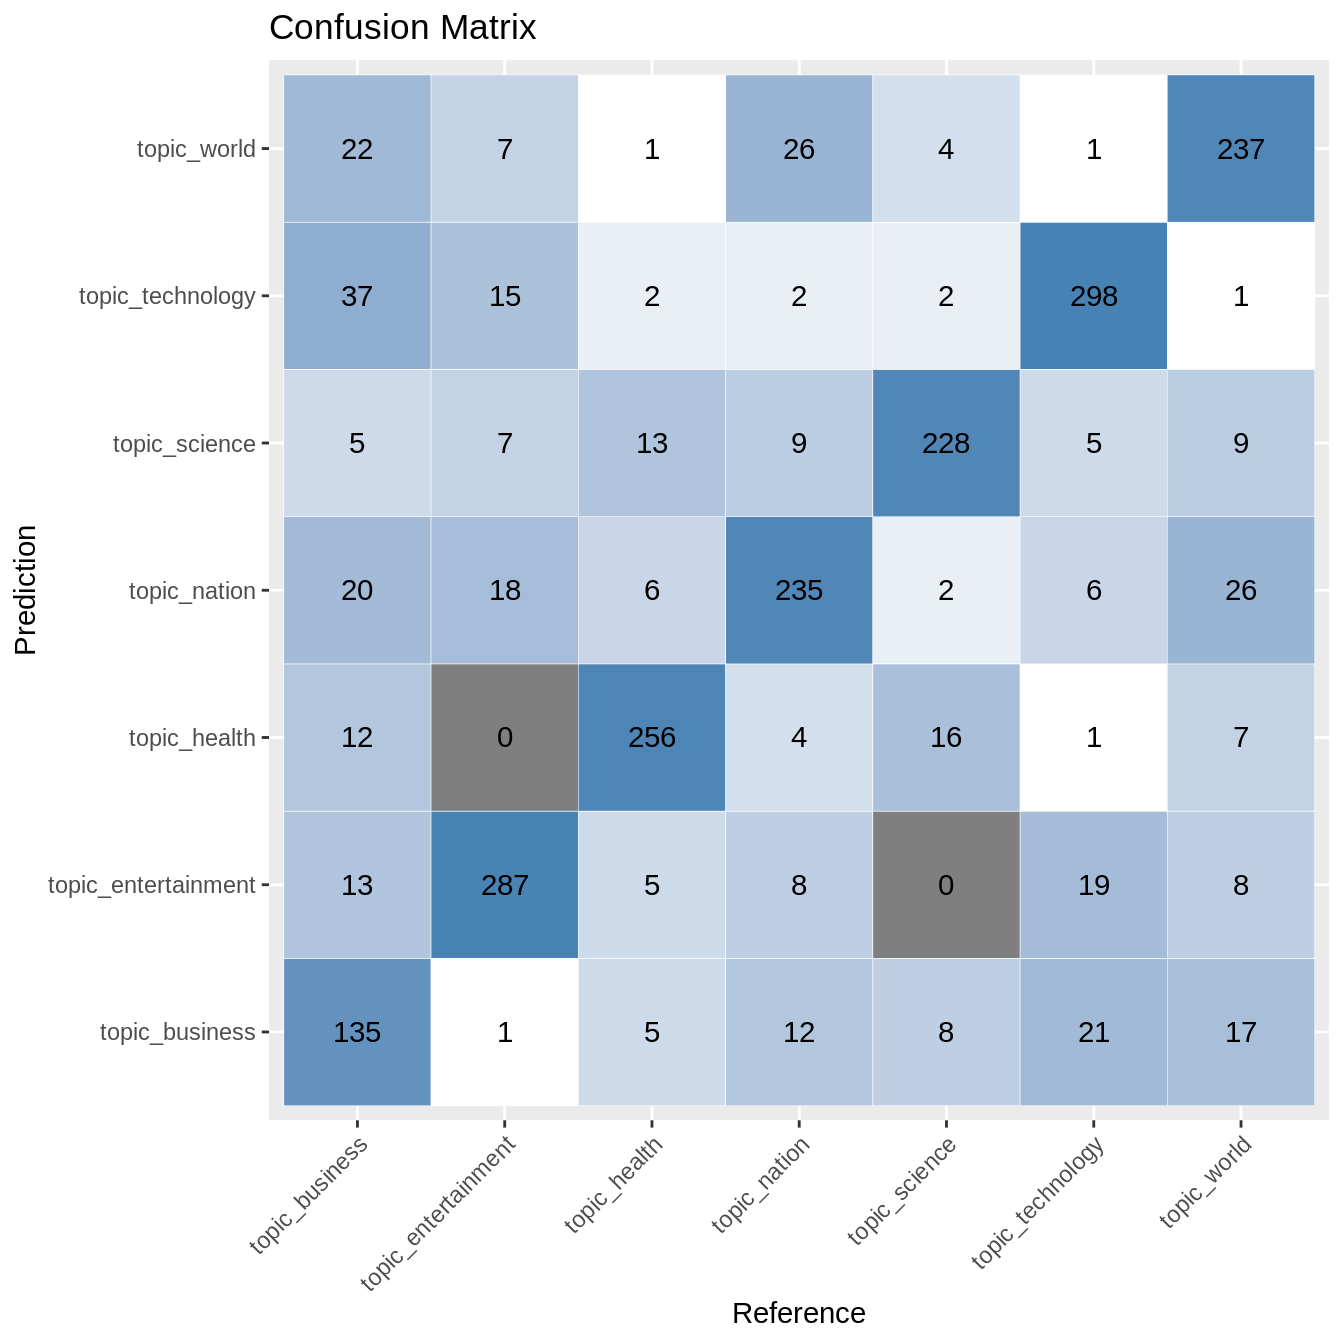 Confusion Matrix
topic_world 22 7 1 26 4 1 237
topic_technology 37 15 2 2 2 298 1
topic_science 5 7 13 9 228 5 9
topic_nation 20 18 6 235 2 6 26
topic_health 12 0 256 4 16 1 7
topic_entertainment 13 287 5 8 0 19 8
topic_business 135 1 5 12 8 21 17
Prediction
topic_business topic_entertainment topic_health topic_nation topic_science topic_technology topic_world
Reference